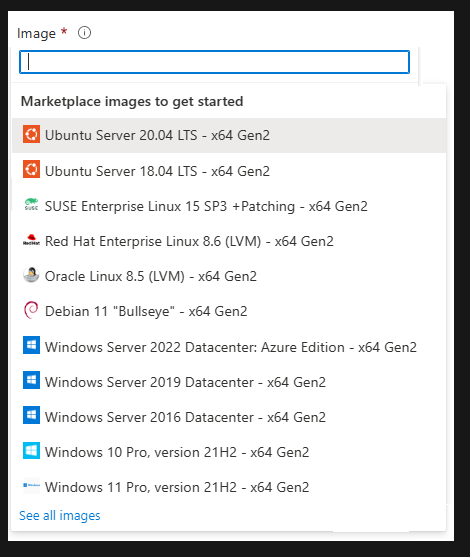 Image *
Marketplace images to get started
Ubuntu Server 20.04 LTS - x64 Gen2
Ubuntu Server 18.04 LTS - x64 Gen2
SUSE Enterprise Linux 15 SP3 +Patching - x64 Gen2
Red Hat Enterprise Linux 8.6 (LVM) - x64 Gen2
Oracle Linux 8.5 (LVM) - x64 Gen2
Debian 11 "Bullseye" - x64 Gen2
Windows Server 2022 Datacenter: Azure Edition - x64 Gen2
Windows Server 2019 Datacenter - x64 Gen2
Windows Server 2016 Datacenter - x64 Gen2
Windows 10 Pro, version 21H2 - x64 Gen2
Windows 11 Pro, version 21H2 - x64 Gen2
See all images